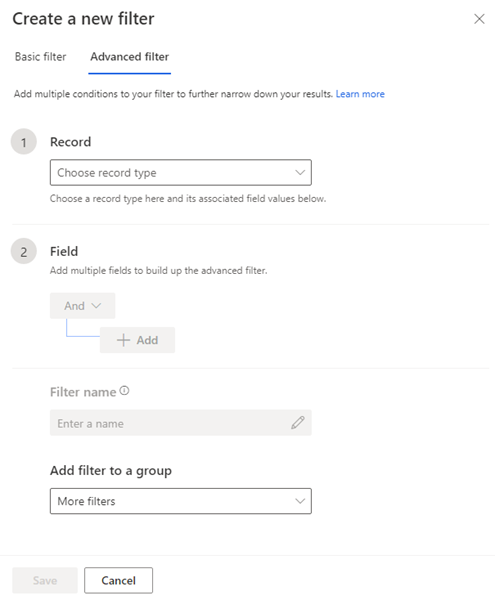 Create a new filter
Basic filter Advanced filter
Add multiple conditions to your filter to further narrow down your results. Learn more
1 Record
Choose record type
Choose a record type here and its associated field values below.
2 Field
Add multiple fields to build up the advanced filter.
And
Add
Filter name
Enter a name
Add filter to a group
More filters
Save Cancel